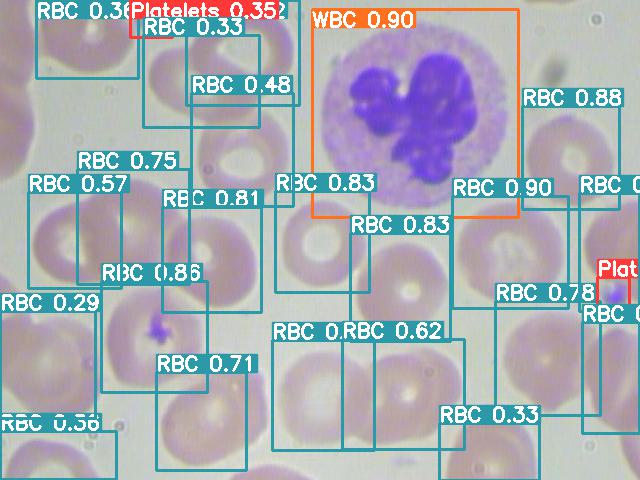 RBC 0.36
Platelets 0.35
RBC 0.33
WBC 0.90
RBC 0.48
RBC 0.88
RBC 0.75
RBC 0.57
RBC 0.83
RBC 0.90
RBC
RBC 0.81
RBC 0.83
RBC 0.86
Plat
RBC 0.78
RBC 0.29
RBC
RBC 0.62
RBC
RBC 0.71
RBC 0.33
RBC 0.36